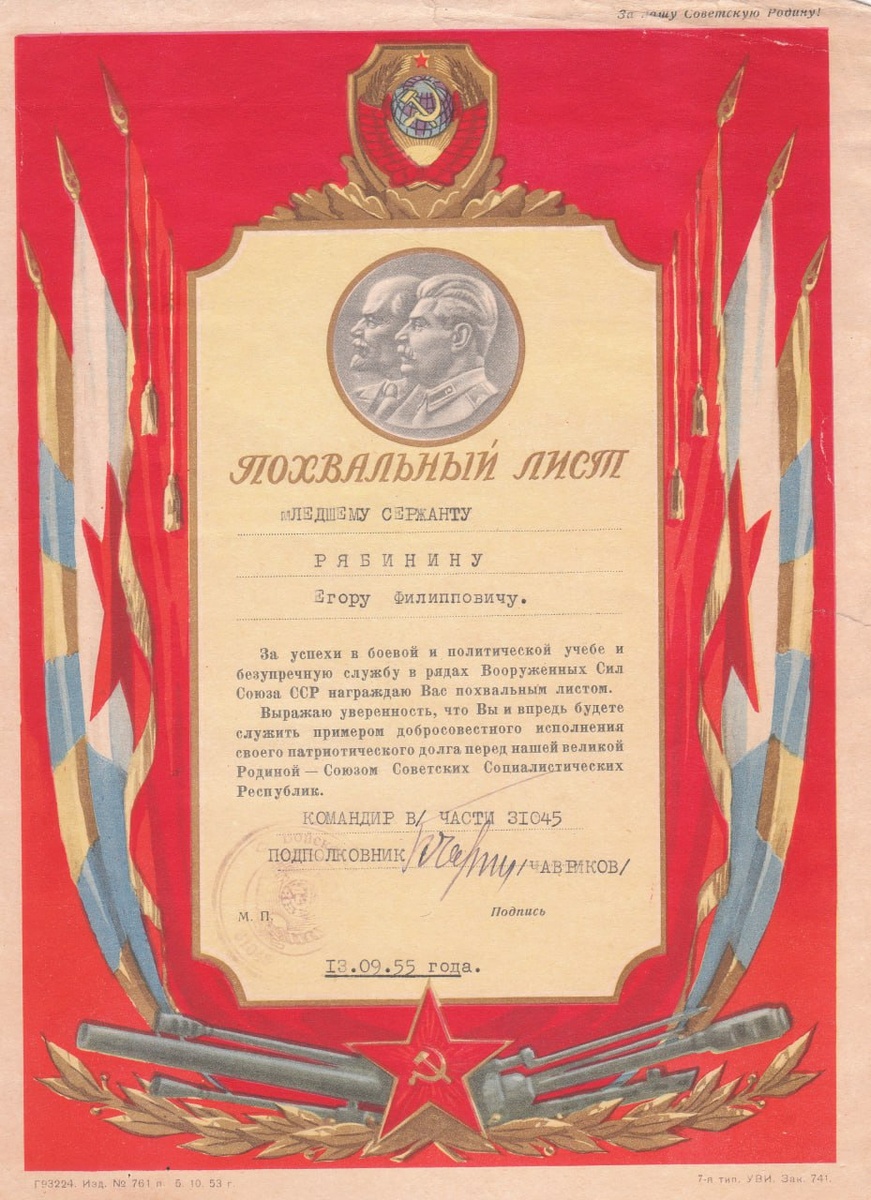 За нашу Советскую Родину!
ПОХВАЛЬНЫЙ ЛИСТ
МЛЕДШЕМУ СЕРЖАНТУ
РЯБИНИНУ
Егору Филипповичу.
За успехи в боевой и политической учебе и
безупречную службу в рядах Вооруженных Сил
Союза ССР награждаю Вас похвальным листом.
Выражаю уверенность, что Вы и впредь будете
служить примером добросовестного исполнения
своего патриотического долга перед нашей великой
Родиной — Союзом Советских Социалистических
Республик.
КОМАНДИР В/ ЧАСТИ 31045
ПОДПОЛКОВНИК /ЧАВРИКОВ/
М. П. Подпись
13.09.55 года.
Г93224. Изд. № 761 л 5. 10. 53 г. 7-я тип. УВИ. Зак. 741.